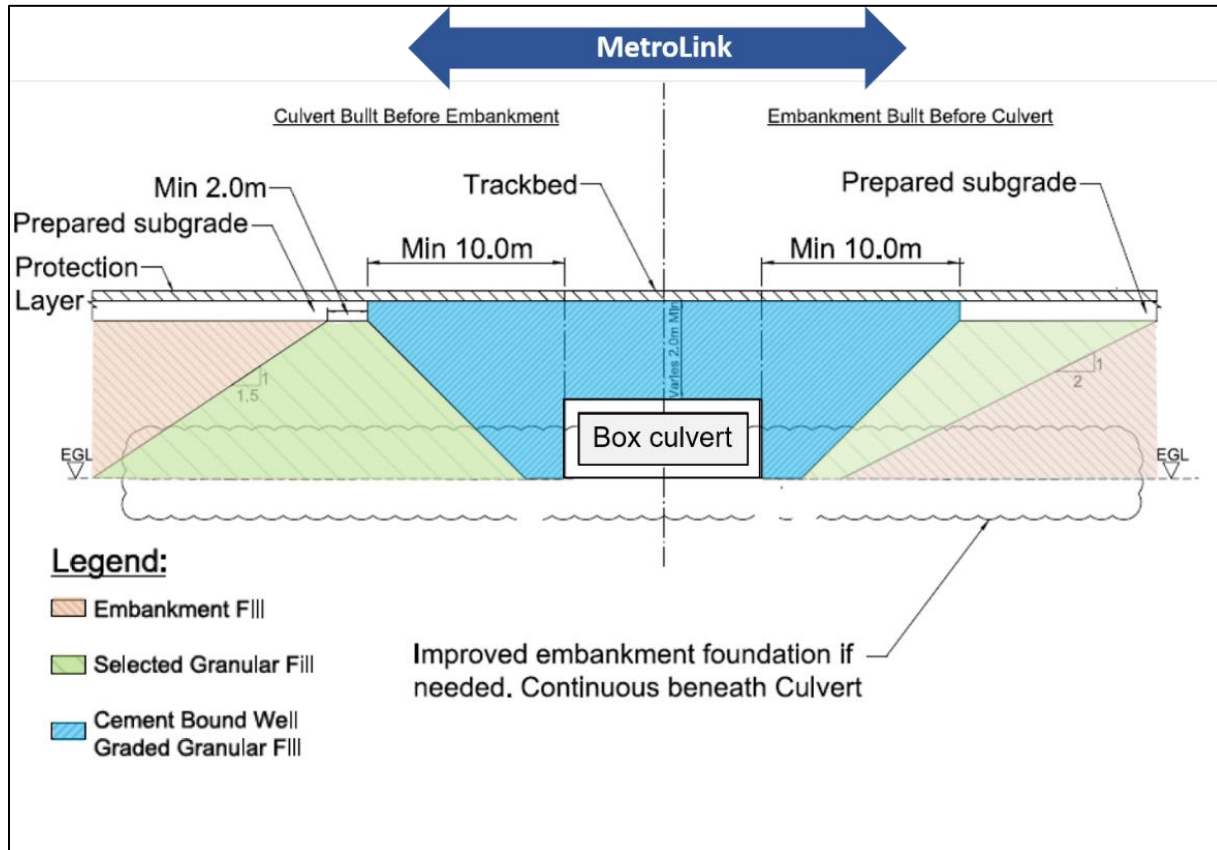 MetroLink
Culvert Built Before Embankment
Embankment Built Before Culvert
Min 2.0m
Trackbed
Prepared subgrade
Prepared subgrade
Min 10.0m
Min 10.0m
Protection
Layer
Varies 2.0m Min
1
1.5
1
2
Box culvert
EGL
EGL
Legend:
Embankment Fill
Selected Granular Fill
Cement Bound Well
Graded Granular Fill
Improved embankment foundation if
needed. Continuous beneath Culvert